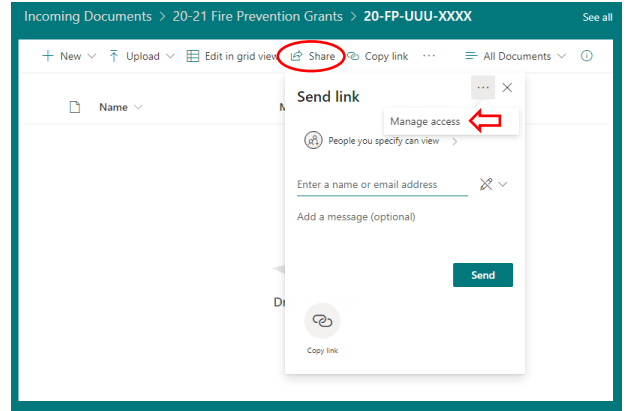 Incoming Documents > 20-21 Fire Prevention Grants > 20-FP-UUU-XXXX See all
+ New Upload Edit in grid view Share Copy link ··· All Documents
Name M
Send link ···
Manage access
People you specify can view >
Enter a name or email address
Add a message (optional)
Send
Dr
Copy link